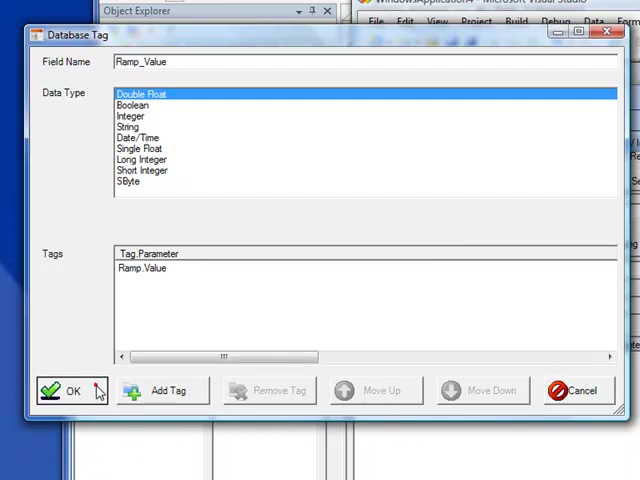 Object Explorer
WindowsApplication4 - Microsoft Visual Studio
File Edit View Project Build Debug Data Form
Database Tag
Field Name Ramp_Value
Data Type Double Float
Boolean
Integer
String
Date/Time
Single Float
Long Integer
Short Integer
SByte
Tags Tag.Parameter
Ramp.Value
OK Add Tag Remove Tag Move Up Move Down Cancel